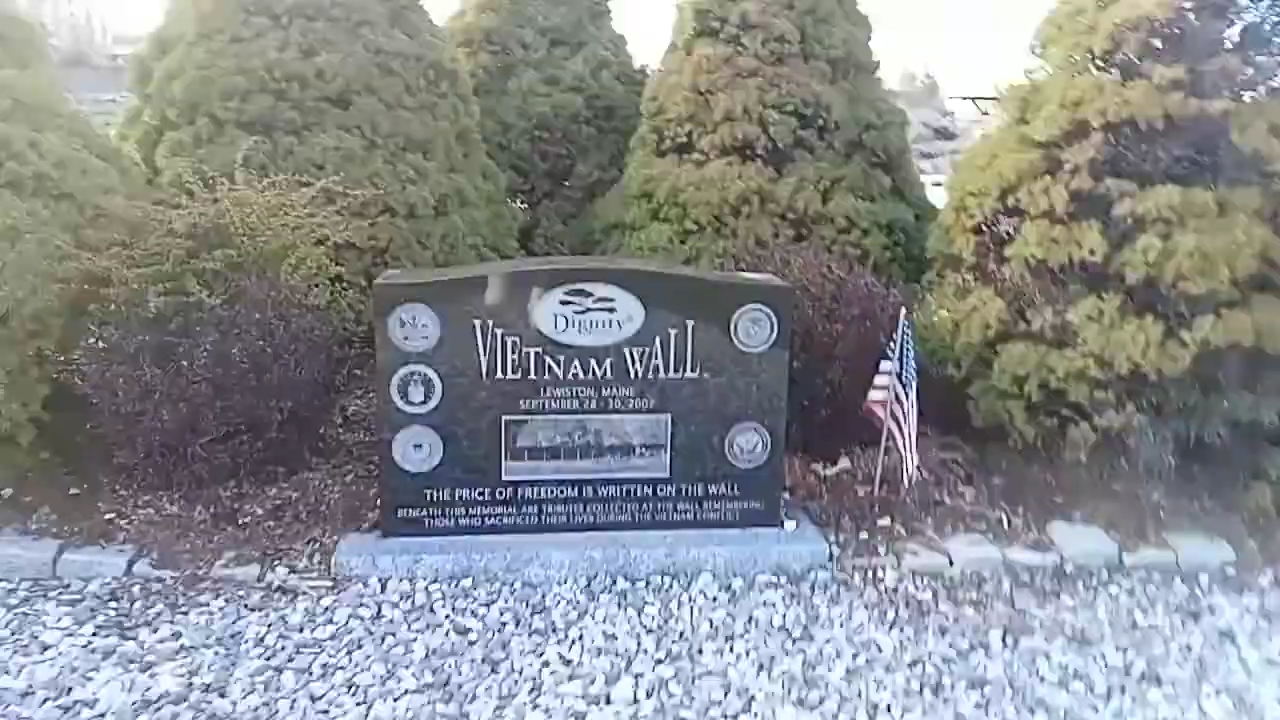 Dignity
VIETNAM WALL
LEWISTON, MAINE
SEPTEMBER 28 - 30, 2007
THE PRICE OF FREEDOM IS WRITTEN ON THE WALL
BENEATH THIS MEMORIAL ARE TRIBUTES COLLECTED AT THE WALL REMEMBERING
THOSE WHO SACRIFICED THEIR LIVES DURING THE VIETNAM CONFLICT